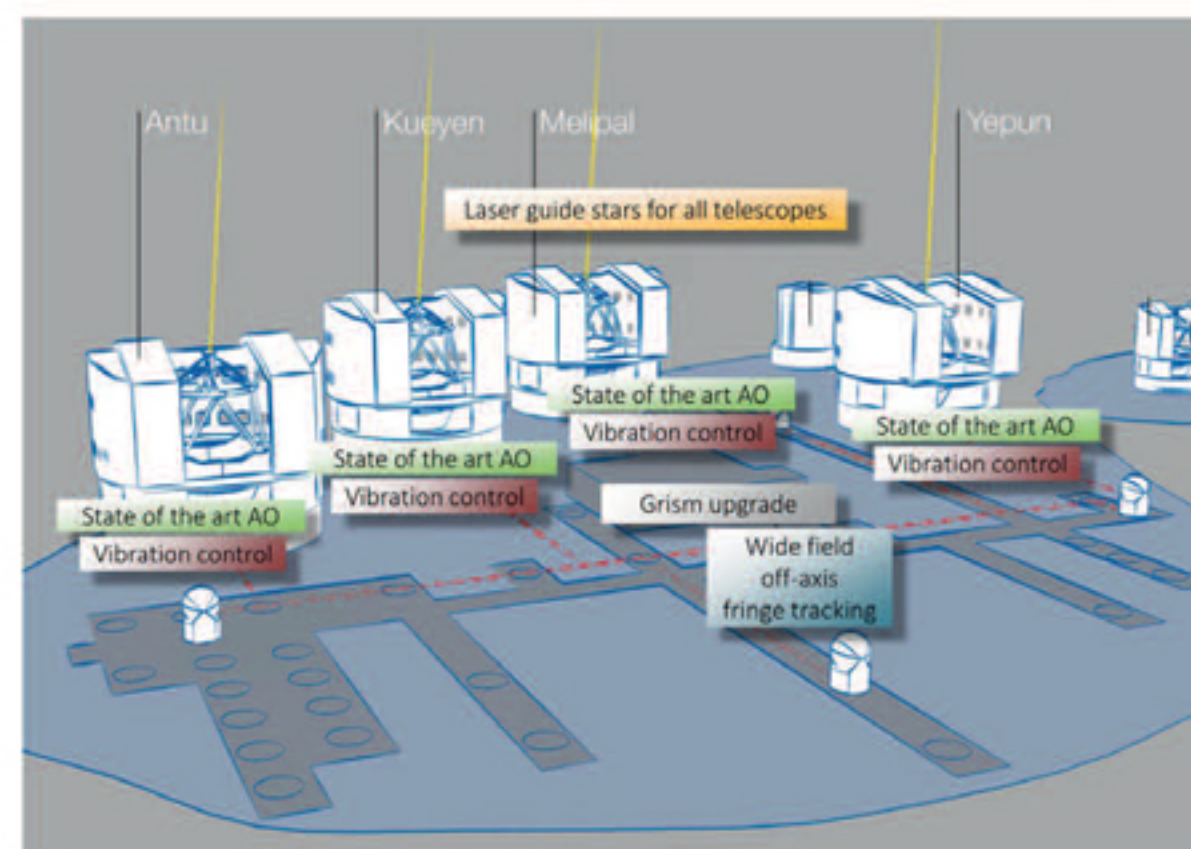 Antu
Kueyen
Melipal
Yepun
Laser guide stars for all telescopes
State of the art AO
Vibration control
State of the art AO
Vibration control
State of the art AO
Vibration control
State of the art AO
Vibration control
Grism upgrade
Wide field
off-axis
fringe tracking